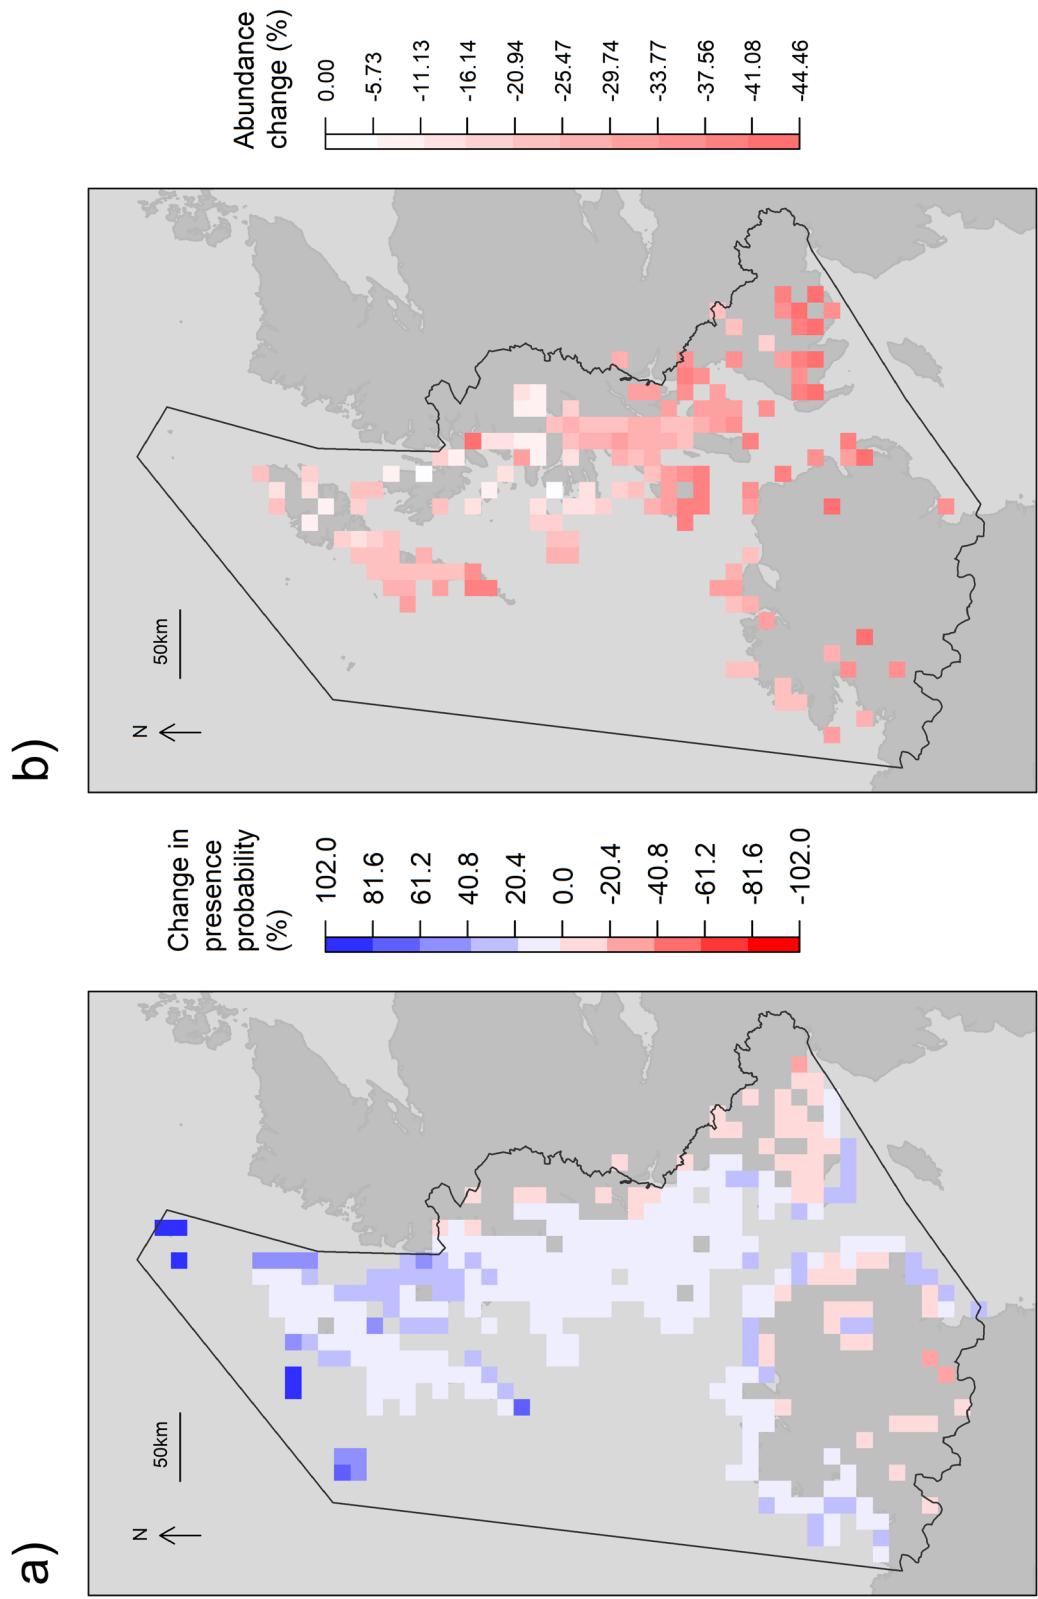 a)
N
50km
Change in
presence
probability
(%)
102.0
81.6
61.2
40.8
20.4
0.0
-20.4
-40.8
-61.2
-81.6
-102.0
b)
N
50km
Abundance
change (%)
0.00
-5.73
-11.13
-16.14
-20.94
-25.47
-29.74
-33.77
-37.56
-41.08
-44.46